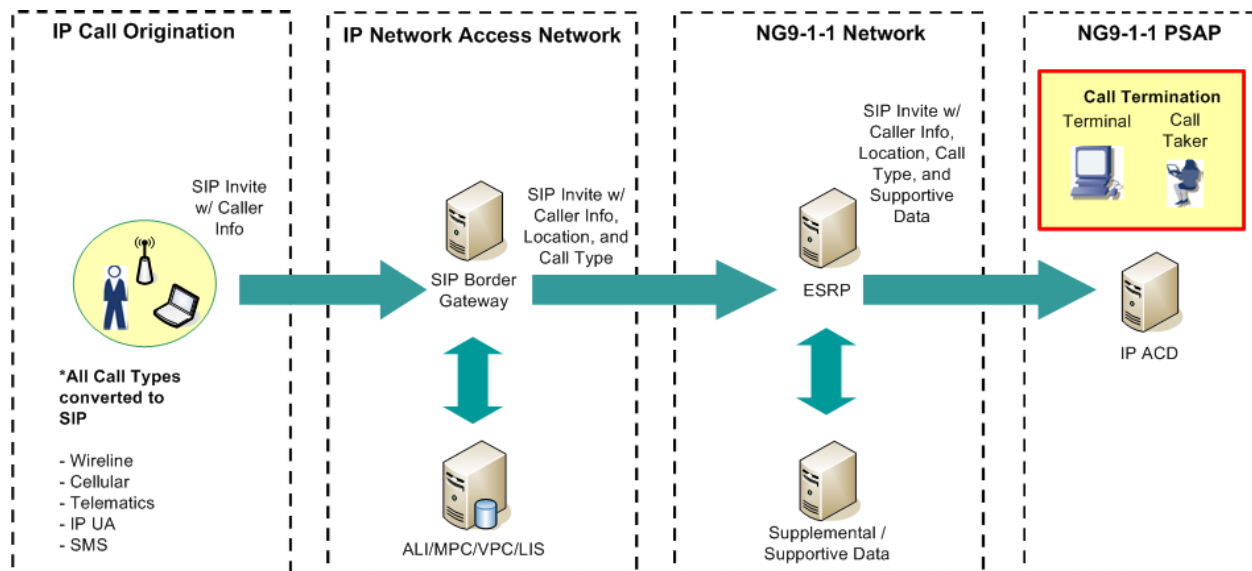 IP Call Origination
SIP Invite
w/ Caller
Info
*All Call Types
converted to
SIP
- Wireline
- Cellular
- Telematics
- IP UA
- SMS
IP Network Access Network
SIP Border
Gateway
SIP Invite w/
Caller Info,
Location, and
Call Type
ALI/MPC/VPC/LIS
NG9-1-1 Network
SIP Invite w/
Caller Info,
Location, Call
Type, and
Supportive
Data
ESRP
Supplemental /
Supportive Data
NG9-1-1 PSAP
Call Termination
Terminal
Call
Taker
IP ACD